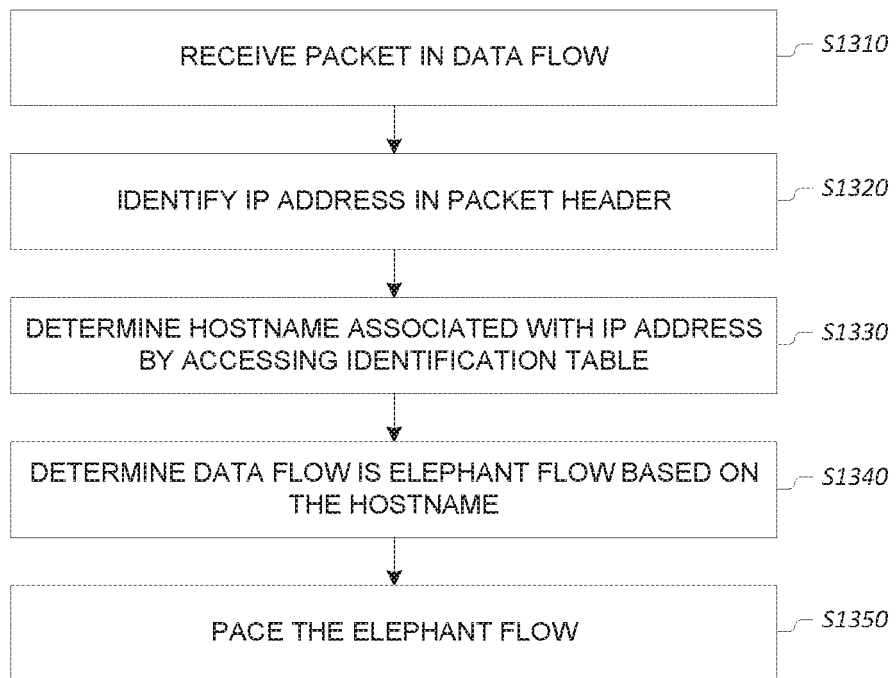 RECEIVE PACKET IN DATA FLOW
S1310
IDENTIFY IP ADDRESS IN PACKET HEADER
S1320
DETERMINE HOSTNAME ASSOCIATED WITH IP ADDRESS
BY ACCESSING IDENTIFICATION TABLE
S1330
DETERMINE DATA FLOW IS ELEPHANT FLOW BASED ON
THE HOSTNAME
S1340
PACE THE ELEPHANT FLOW
S1350